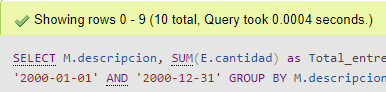 Showing rows 0 - 9 (10 total, Query took 0.0004 seconds.)
SELECT M.descripcion, SUM(E.cantidad) as Total_entre
'2000-01-01' AND '2000-12-31' GROUP BY M.descripcion